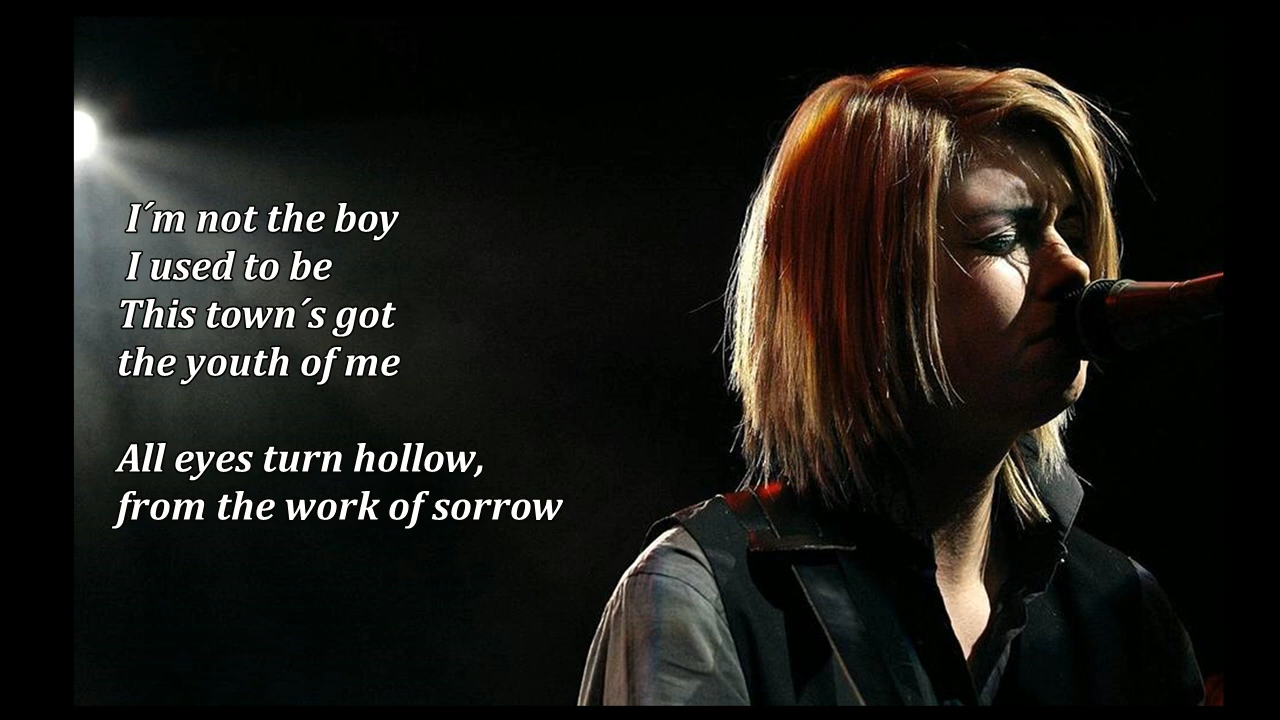 I´m not the boy
I used to be
This town´s got
the youth of me
All eyes turn hollow,
from the work of sorrow